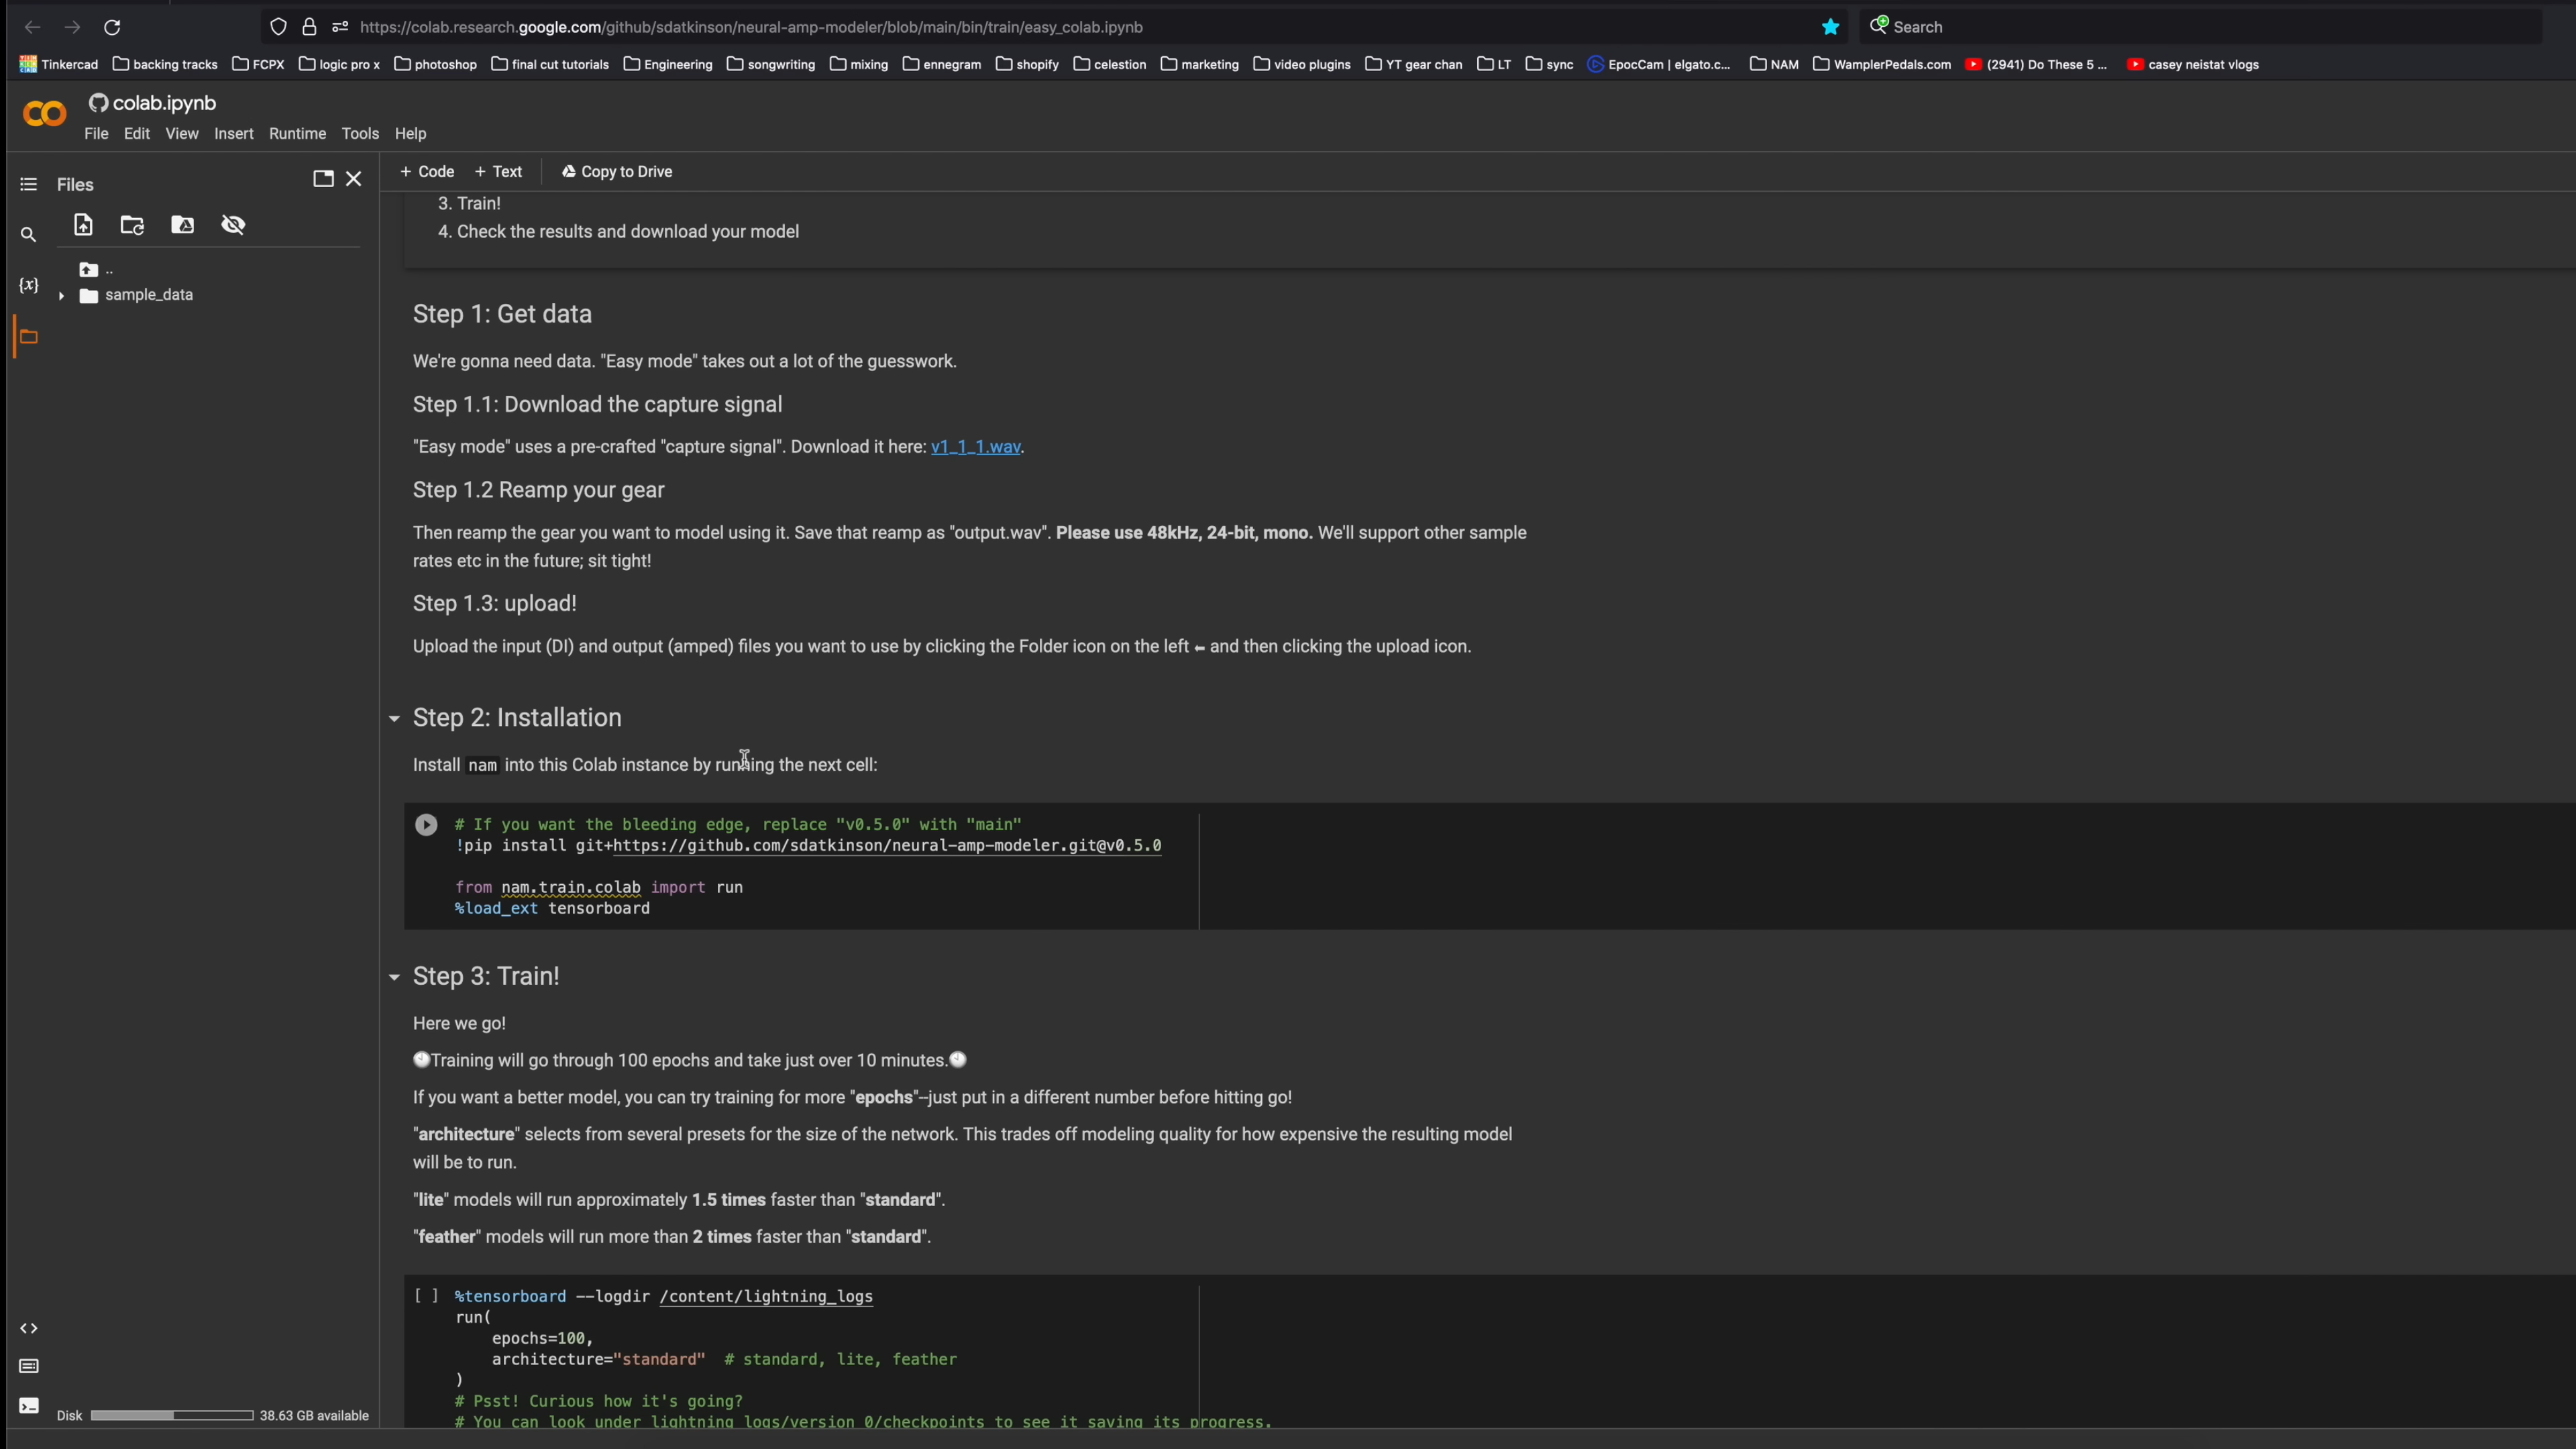 https://colab.research.google.com/github/sdatkinson/neural-amp-modeler/blob/main/bin/train/easy_colab.ipynb
Search
Tinkercad backing tracks FCPX logic pro x photoshop final cut tutorials Engineering songwriting mixing ennegram shopify celestion marketing video plugins YT gear chan LT sync EpocCam | elgato.c... NAM WamplerPedals.com (2941) Do These 5 ... casey neistat vlogs
CO colab.ipynb
File Edit View Insert Runtime Tools Help
Files
+ Code + Text Copy to Drive
..
sample_data
{x}
3. Train!
4. Check the results and download your model
Step 1: Get data
We're gonna need data. "Easy mode" takes out a lot of the guesswork.
Step 1.1: Download the capture signal
"Easy mode" uses a pre-crafted "capture signal". Download it here: v1_1_1.wav.
Step 1.2 Reamp your gear
Then reamp the gear you want to model using it. Save that reamp as "output.wav". Please use 48kHz, 24-bit, mono. We'll support other sample
rates etc in the future; sit tight!
Step 1.3: upload!
Upload the input (DI) and output (amped) files you want to use by clicking the Folder icon on the left ⬅ and then clicking the upload icon.
Step 2: Installation
Install nam into this Colab instance by running the next cell:
# If you want the bleeding edge, replace "v0.5.0" with "main"
!pip install git+https://github.com/sdatkinson/neural-amp-modeler.git@v0.5.0
from nam.train.colab import run
%load_ext tensorboard
Step 3: Train!
Here we go!
🕙Training will go through 100 epochs and take just over 10 minutes.🕙
If you want a better model, you can try training for more "epochs"–just put in a different number before hitting go!
"architecture" selects from several presets for the size of the network. This trades off modeling quality for how expensive the resulting model
will be to run.
"lite" models will run approximately 1.5 times faster than "standard".
"feather" models will run more than 2 times faster than "standard".
[ ] %tensorboard --logdir /content/lightning_logs
run(
epochs=100,
architecture="standard" # standard, lite, feather
)
# Psst! Curious how it's going?
# You can look under lightning_logs/version_0/checkpoints to see it saving its progress.
Disk 38.63 GB available